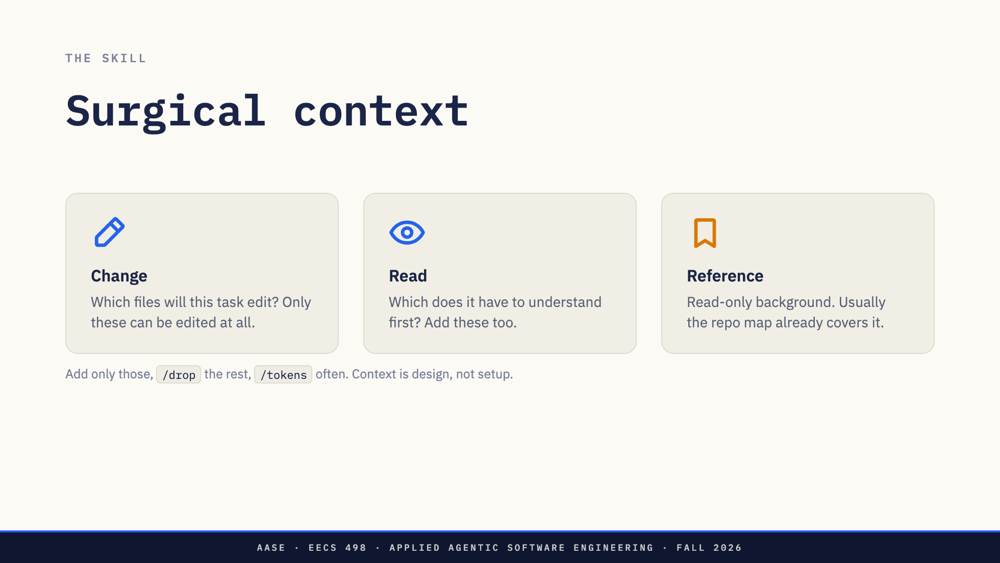 THE SKILL
Surgical context
Change
Which files will this task edit? Only
these can be edited at all.
Read
Which does it have to understand
first? Add these too.
Reference
Read-only background. Usually
the repo map already covers it.
Add only those, /drop the rest, /tokens often. Context is design, not setup.
AASE · EECS 498 · APPLIED AGENTIC SOFTWARE ENGINEERING · FALL 2026